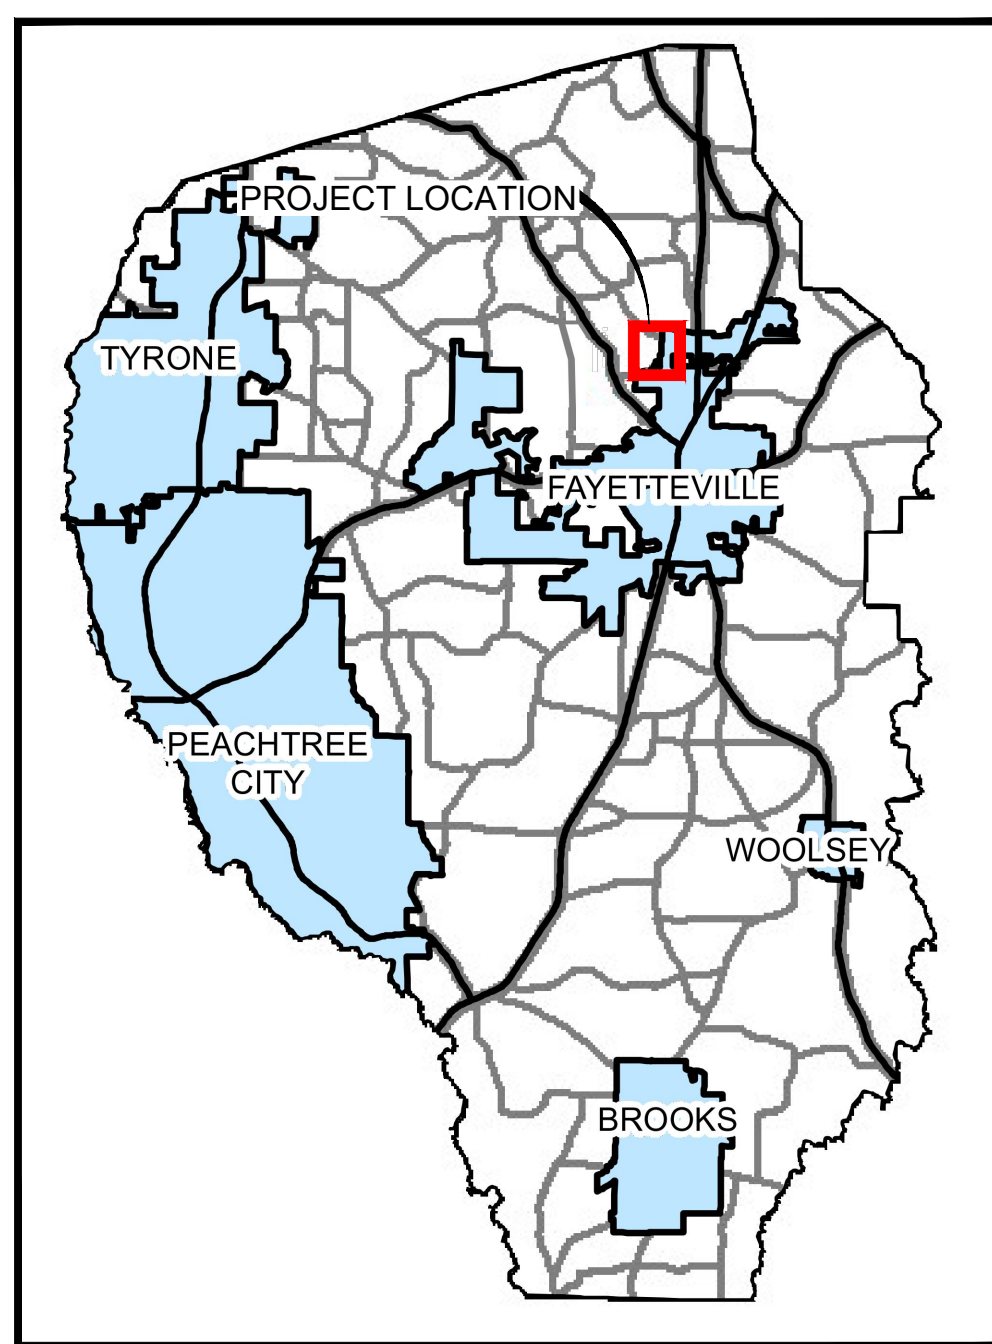 PROJECT LOCATION
TYRONE
FAYETTEVILLE
PEACHTREE
CITY
WOOLSEY
BROOKS